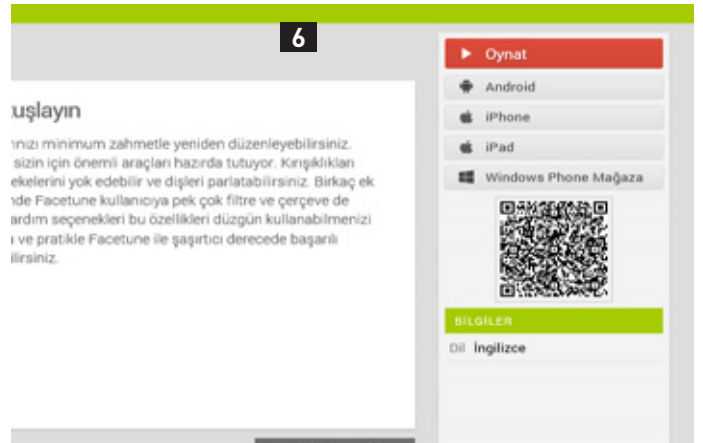 6
tuşlayın
minimum zahmetle yeniden düzenleyebilirsiniz.
sizin için önemli araçları hazırda tutuyor. Kırışıklıkları
ekelerini yok edebilir ve dişleri parlatabilirsiniz. Birkaç ek
nde Facetune kullanıcıya pek çok filtre ve çerçeve de
ardım seçenekleri bu özellikleri düzgün kullanabilmenizi
ve pratikle Facetune ile şaşırtıcı derecede başarılı
ilirsiniz.
Oynat
Android
iPhone
iPad
Windows Phone Mağaza
BİLGİLER
Dil İngilizce